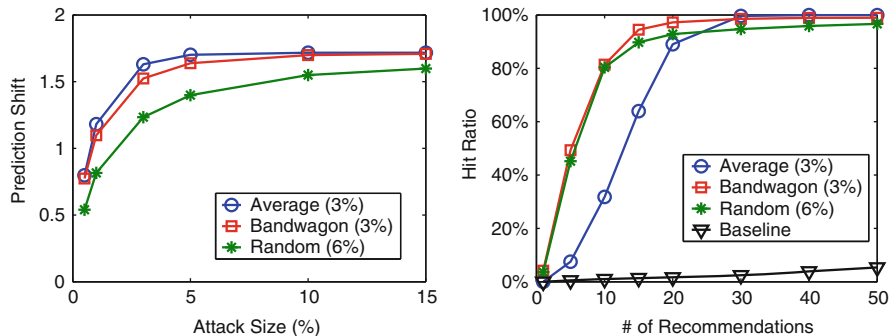 2
1.5
1
0.5
0
Prediction Shift
0
5
10
15
Attack Size (%)
Average (3%)
Bandwagon (3%)
Random (6%)
100%
80%
60%
40%
20%
0%
Hit Ratio
0
10
20
30
40
50
# of Recommendations
Average (3%)
Bandwagon (3%)
Random (6%)
Baseline